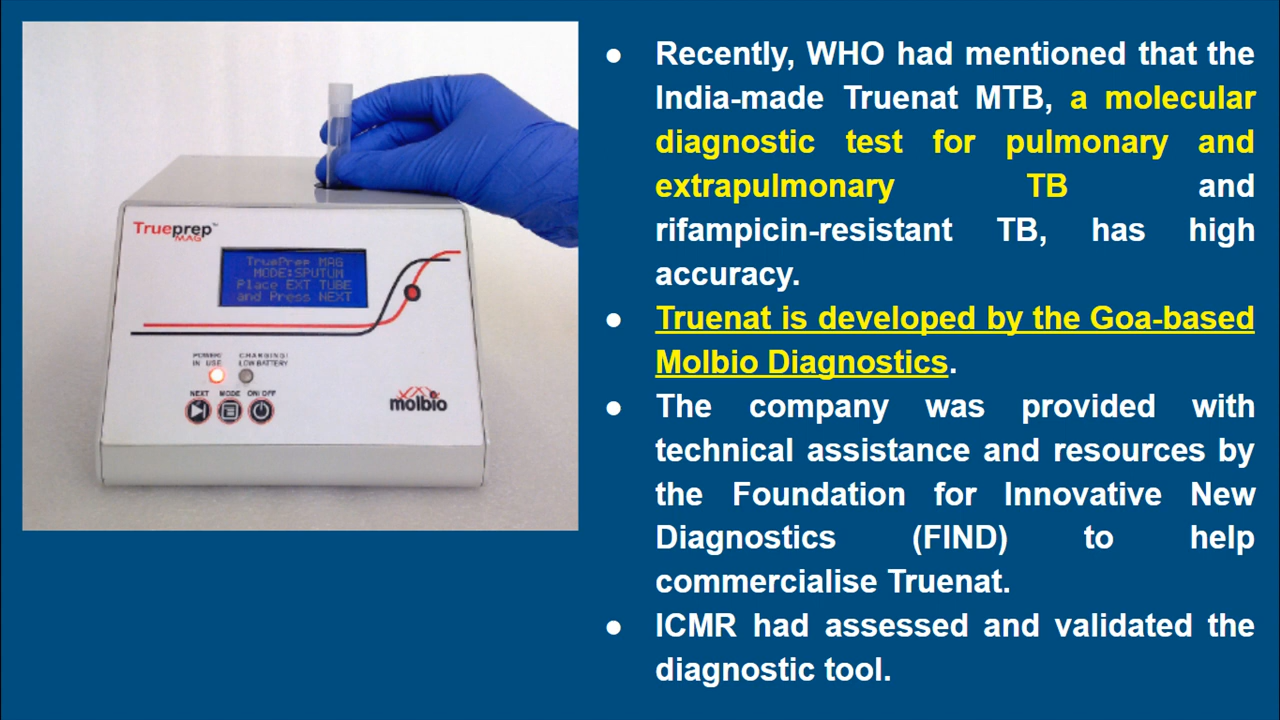 Trueprep™
MAG
TruePrep MAG
MODE:SPUTUM
Place EXT TUBE
and Press NEXT
POWER/ CHARGING/
IN USE LOW BATTERY
NEXT MODE ON/OFF
molbio
● Recently, WHO had mentioned that the
India-made Truenat MTB, a molecular
diagnostic test for pulmonary and
extrapulmonary TB and
rifampicin-resistant TB, has high
accuracy.
● Truenat is developed by the Goa-based
Molbio Diagnostics.
● The company was provided with
technical assistance and resources by
the Foundation for Innovative New
Diagnostics (FIND) to help
commercialise Truenat.
● ICMR had assessed and validated the
diagnostic tool.